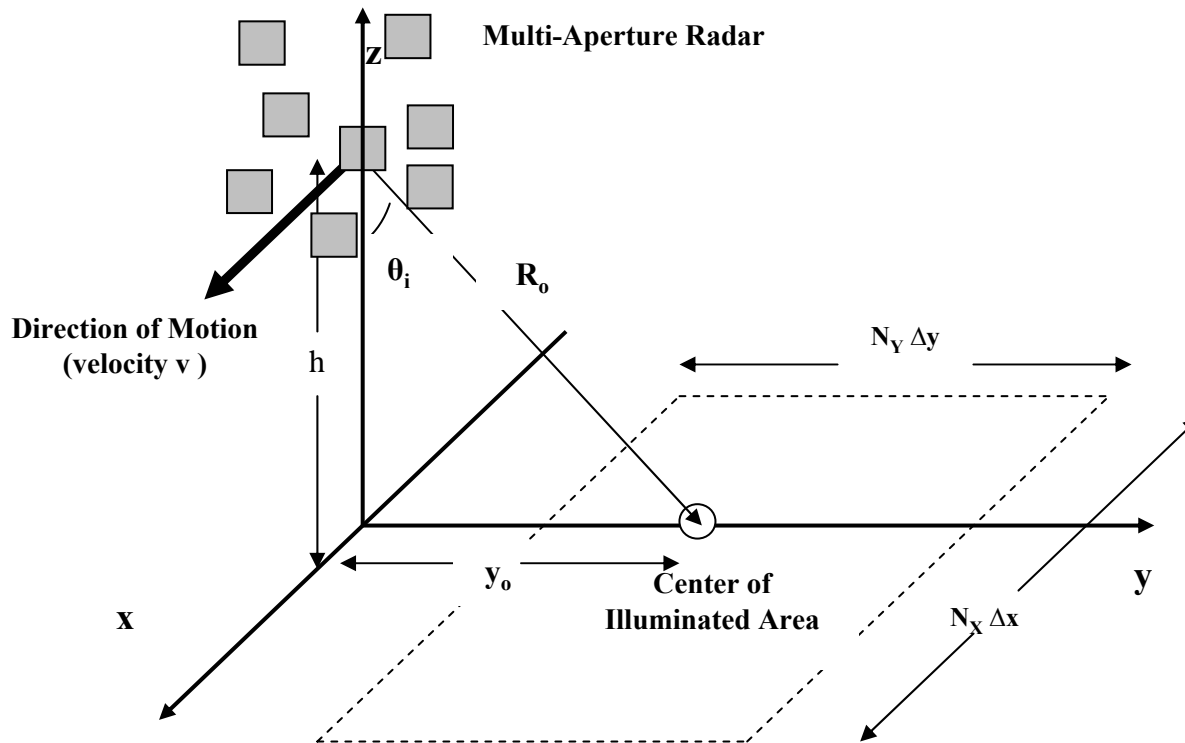 Multi-Aperture Radar
z
θi
Ro
Direction of Motion
(velocity v )
h
NY Δy
yo
Center of
Illuminated Area
y
x
NX Δx